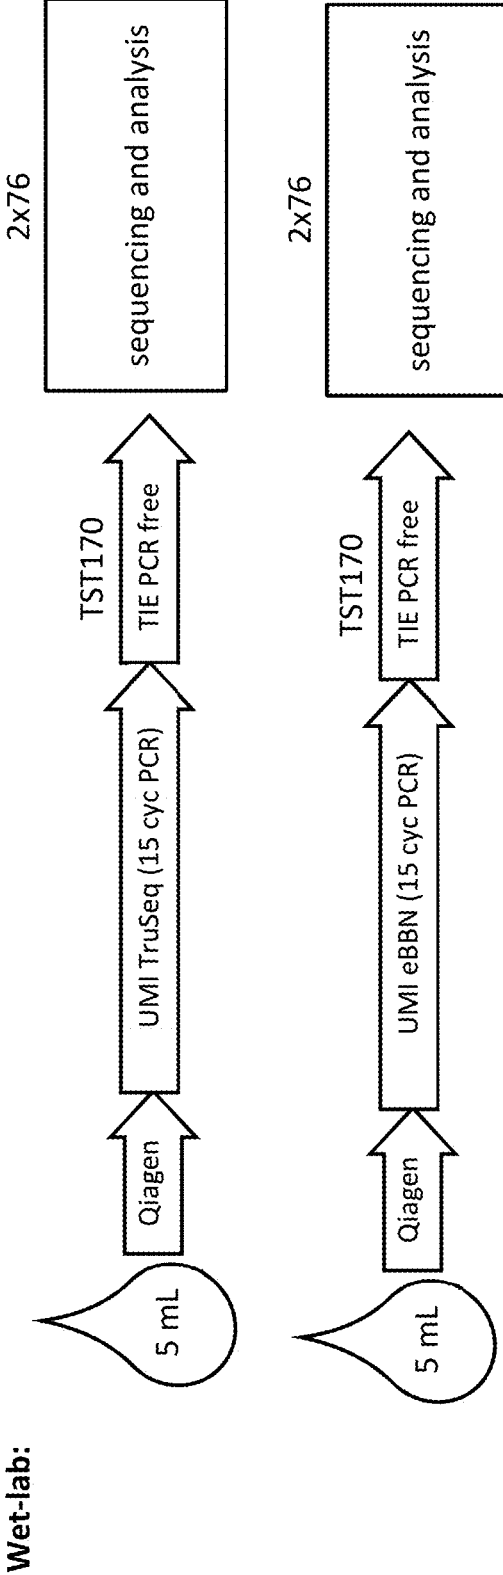 Wet-lab:
5 mL
Qiagen
UMI TruSeq (15 cyc PCR)
TST170
TIE PCR free
2x76
sequencing and analysis
5 mL
Qiagen
UMI eBBN (15 cyc PCR)
TST170
TIE PCR free
2x76
sequencing and analysis